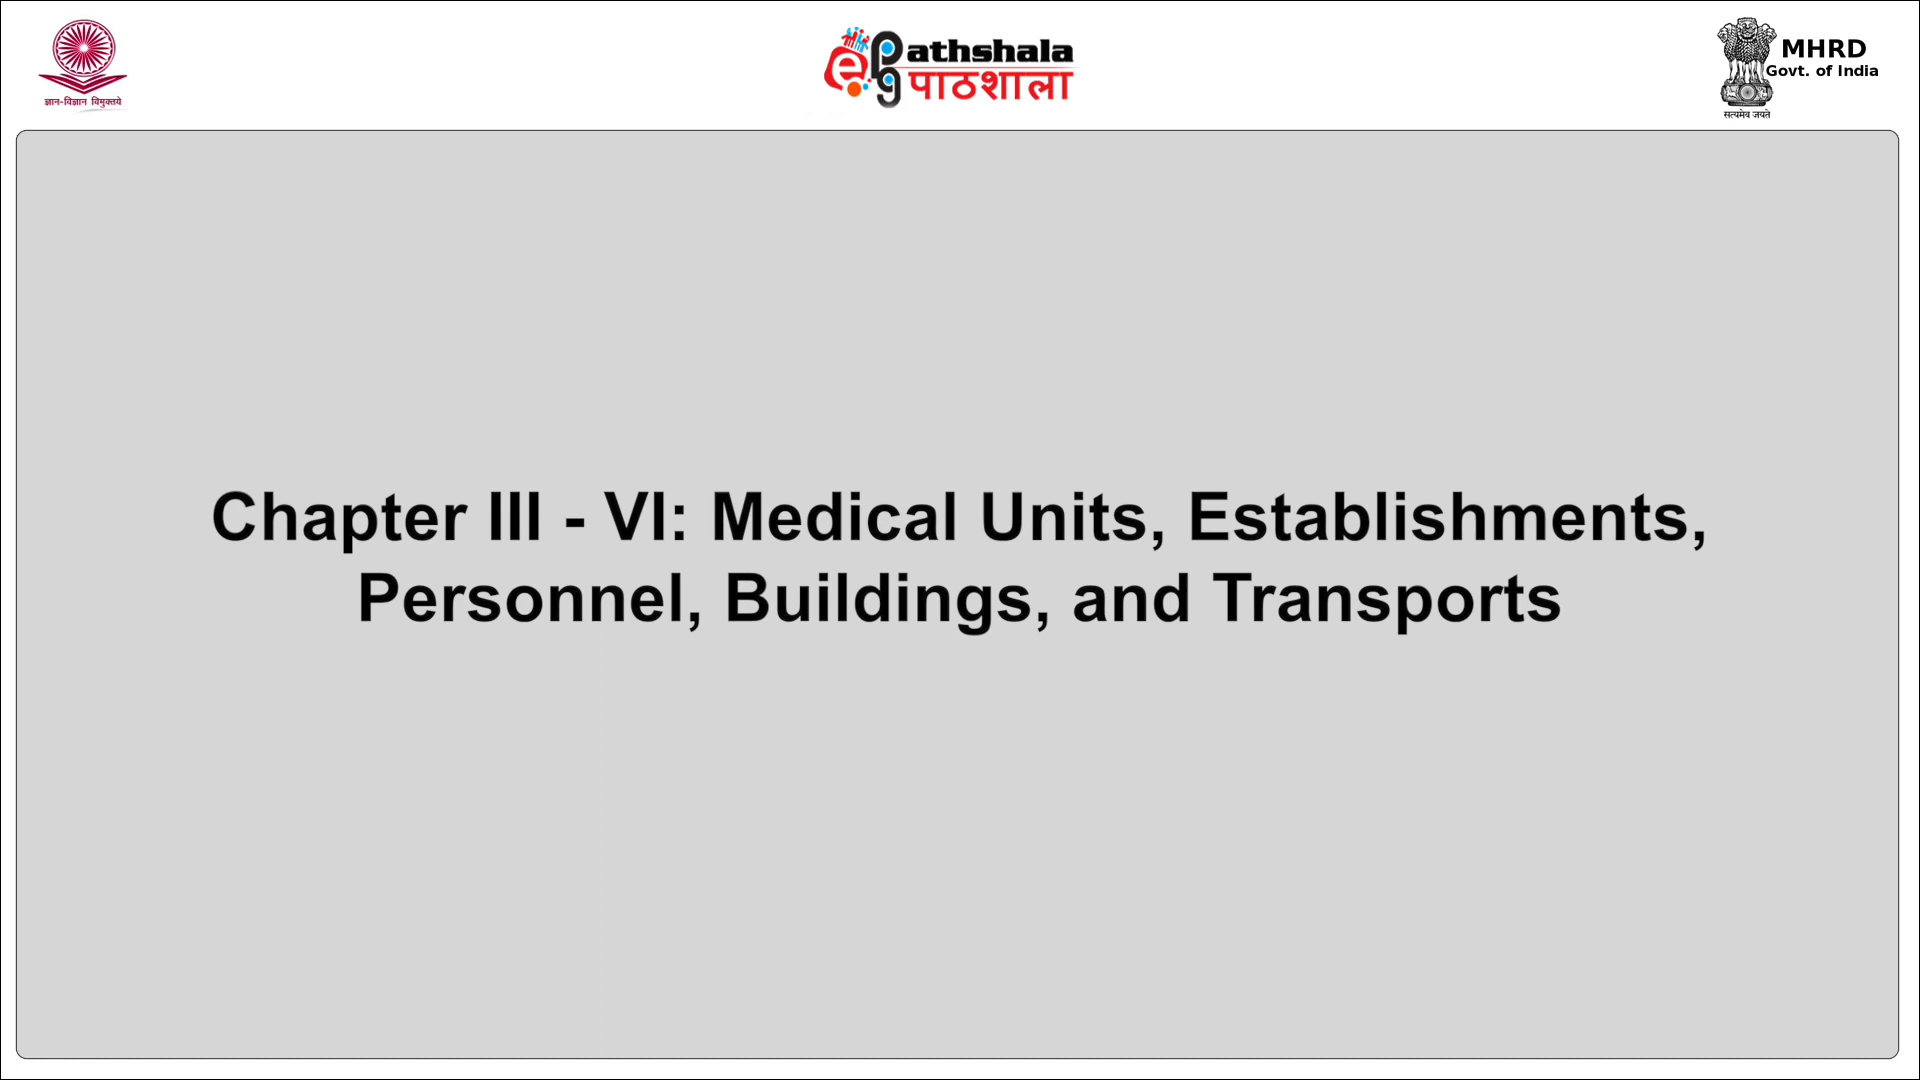 ज्ञान-विज्ञान विमुक्तये
e Pg athshala
पाठशाला
MHRD
Govt. of India
सत्यमेव जयते
Chapter III - VI: Medical Units, Establishments,
Personnel, Buildings, and Transports